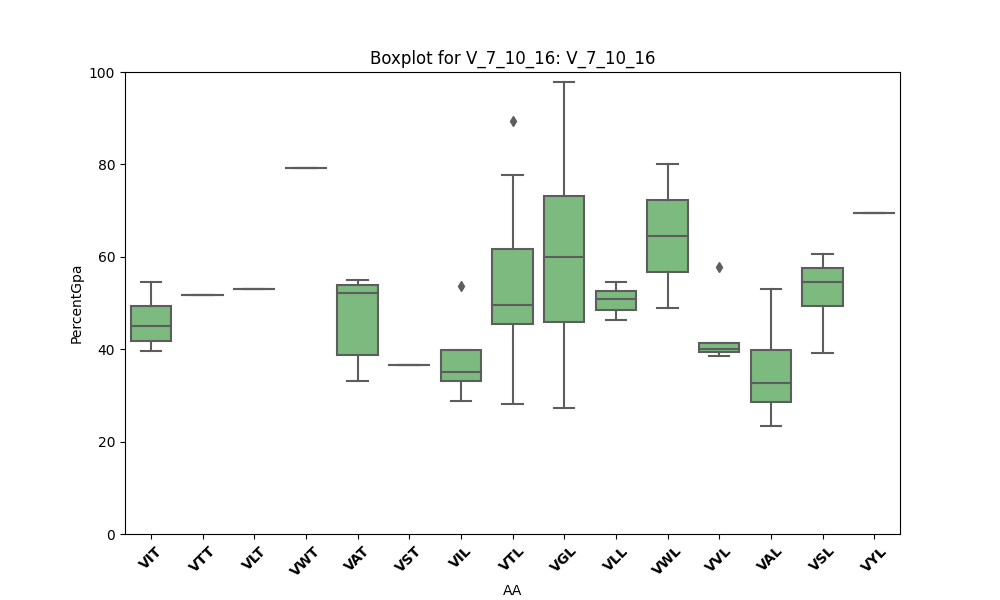 Boxplot for V_7_10_16: V_7_10_16
100
80
60
40
20
0
PercentGpa
VIT
VTT
VLT
VWT
VAT
VST
VIL
VTL
VGL
VLL
VWL
VVL
VAL
VSL
VYL
AA